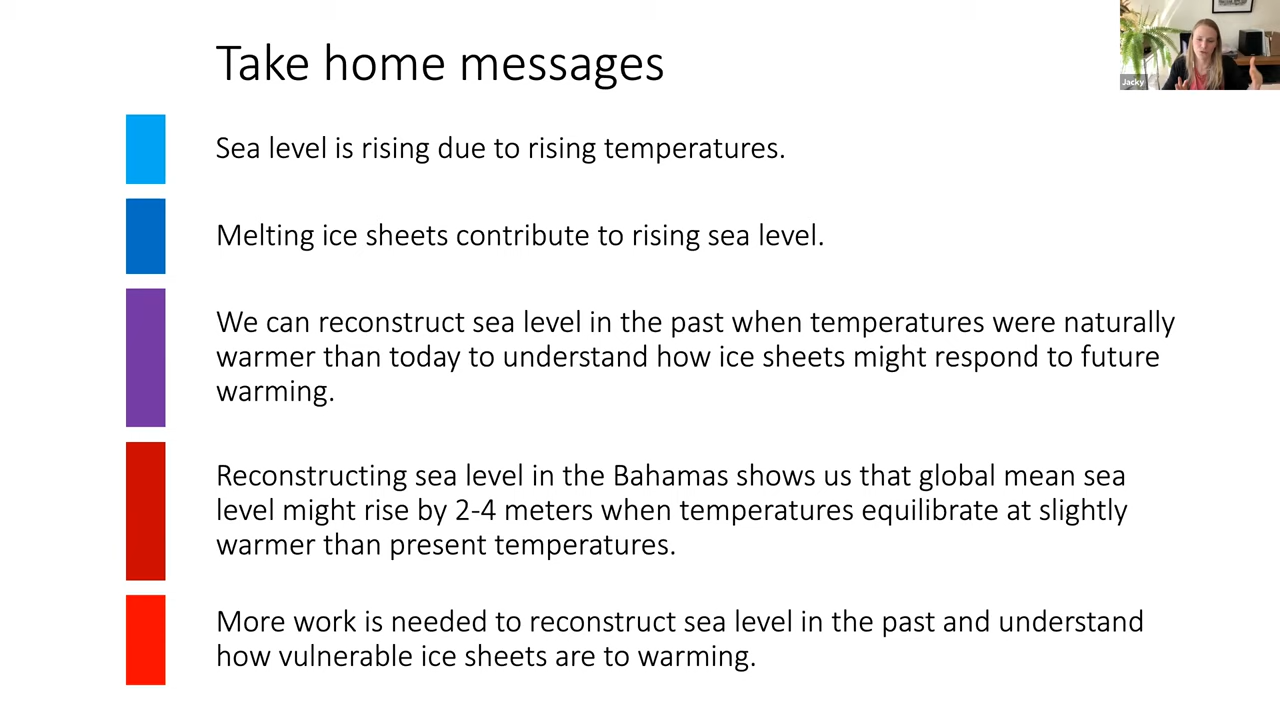 Take home messages
Jacky
Sea level is rising due to rising temperatures.
Melting ice sheets contribute to rising sea level.
We can reconstruct sea level in the past when temperatures were naturally
warmer than today to understand how ice sheets might respond to future
warming.
Reconstructing sea level in the Bahamas shows us that global mean sea
level might rise by 2-4 meters when temperatures equilibrate at slightly
warmer than present temperatures.
More work is needed to reconstruct sea level in the past and understand
how vulnerable ice sheets are to warming.